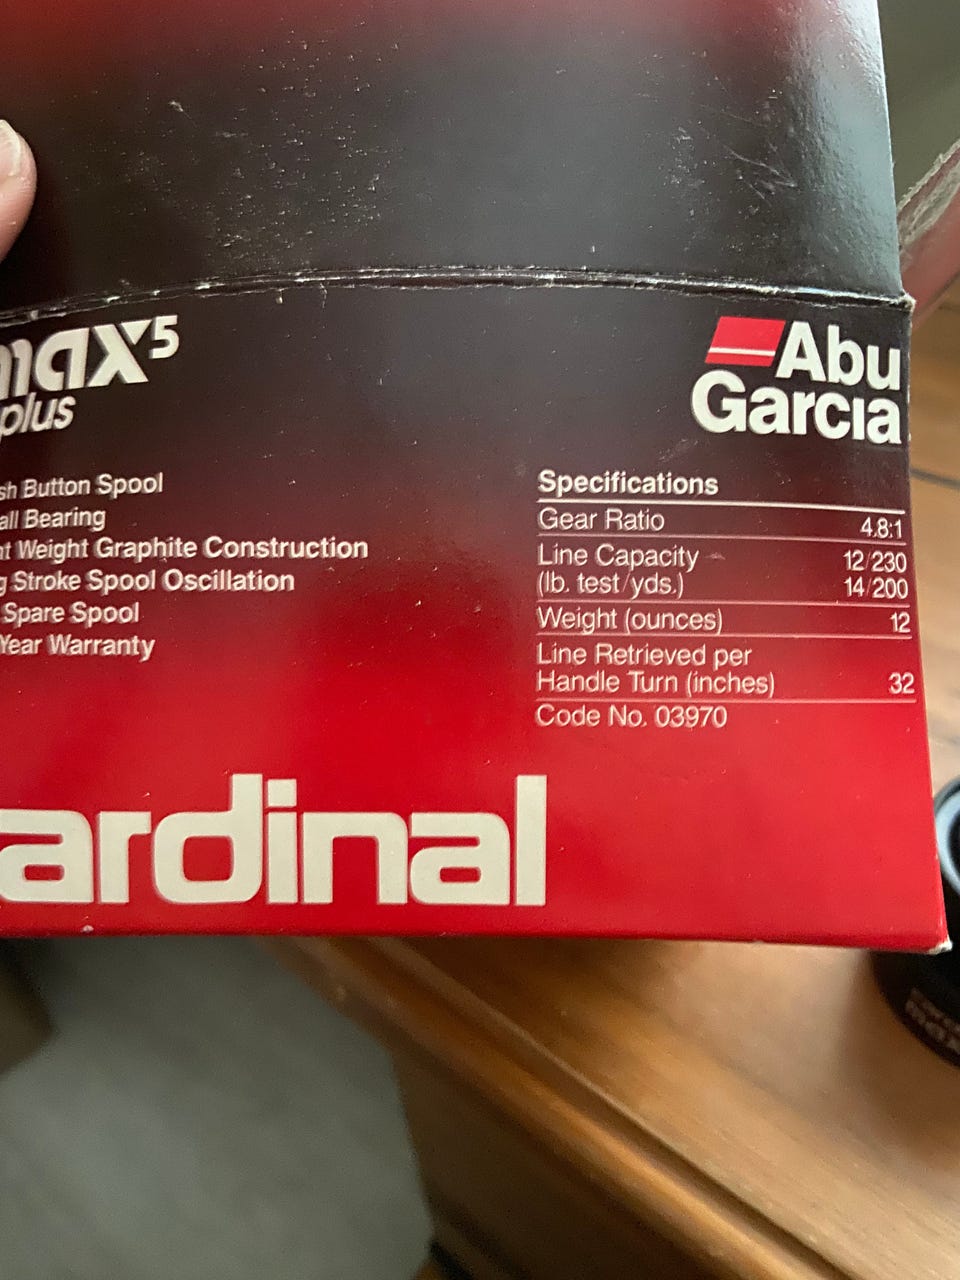 max5
plus
sh Button Spool
all Bearing
ht Weight Graphite Construction
g Stroke Spool Oscillation
Spare Spool
Year Warranty
ardinal
Abu
Garcia
Specifications
Gear Ratio 4.8:1
Line Capacity 12/230
(lb. test/yds.) 14/200
Weight (ounces) 12
Line Retrieved per
Handle Turn (inches) 32
Code No. 03970